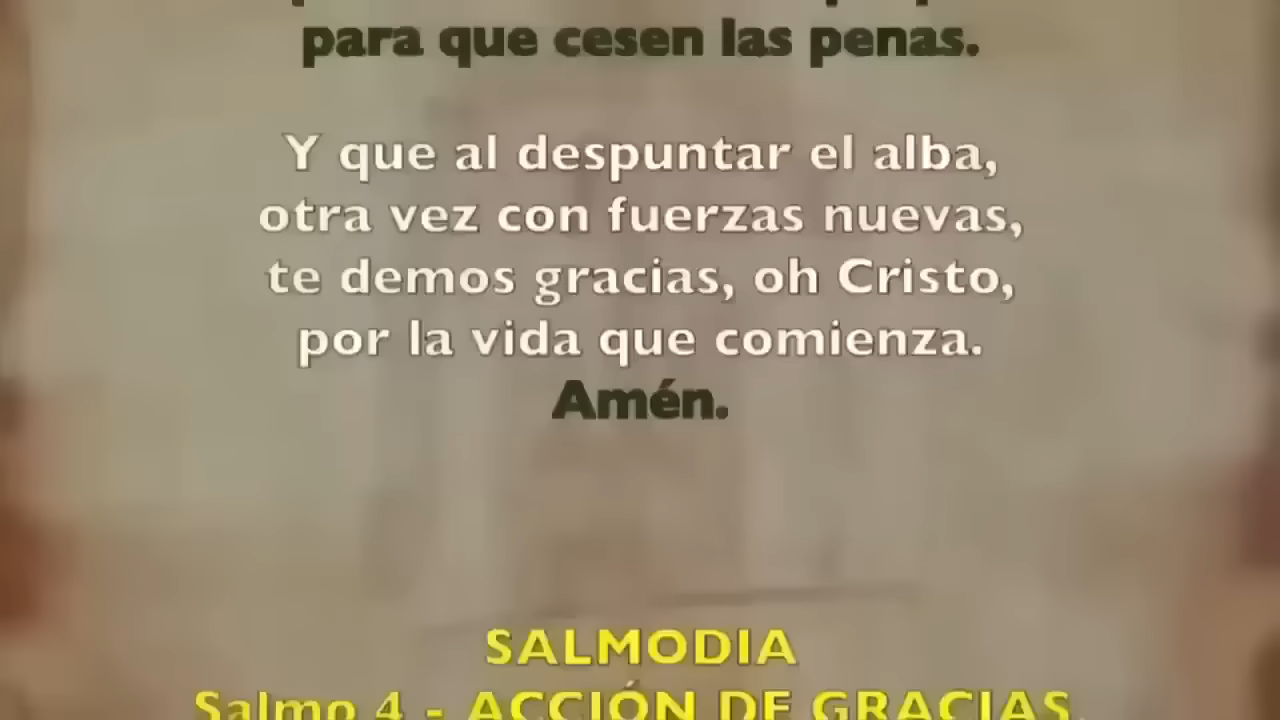 para que cesen las penas.
Y que al despuntar el alba,
otra vez con fuerzas nuevas,
te demos gracias, oh Cristo,
por la vida que comienza.
Amén.
SALMODIA
Salmo 4 - ACCIÓN DE GRACIAS.